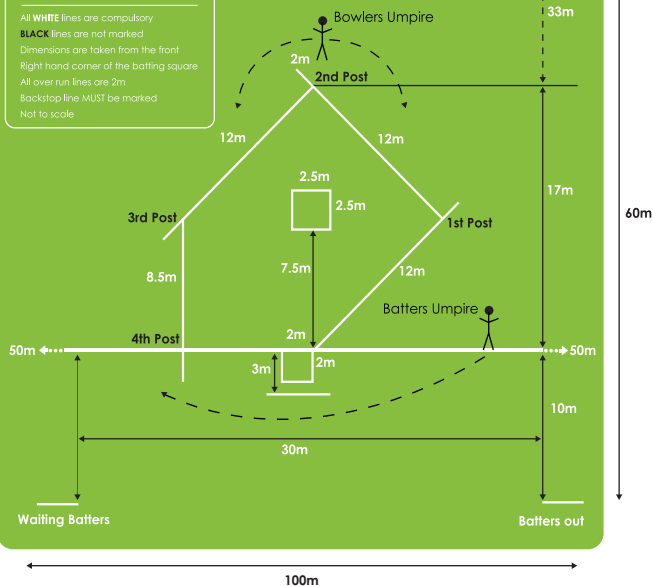 All WHITE lines are compulsory
BLACK lines are not marked
Dimensions are taken from the front
Right hand corner of the batting square
All over run lines are 2m
Backstop line MUST be marked
Not to scale
Bowlers Umpire
33m
2m
2nd Post
12m
12m
2.5m
2.5m
17m
60m
3rd Post
1st Post
7.5m
8.5m
12m
Batters Umpire
4th Post
2m
50m
50m
3m
2m
10m
30m
Waiting Batters
Batters out
100m